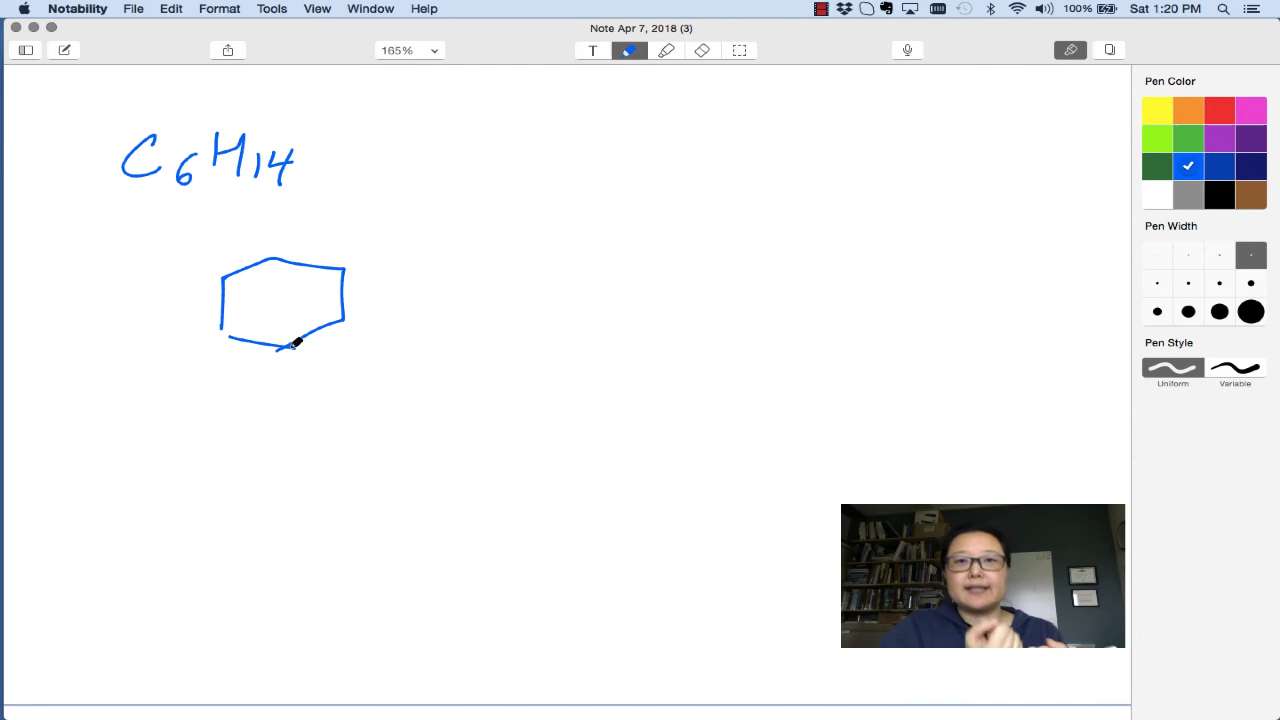 Notability File Edit Format Tools View Window Help 100% Sat 1:20 PM
Note Apr 7, 2018 (3)
165% T
Pen Color
C6H14
Pen Width
Pen Style
Uniform Variable